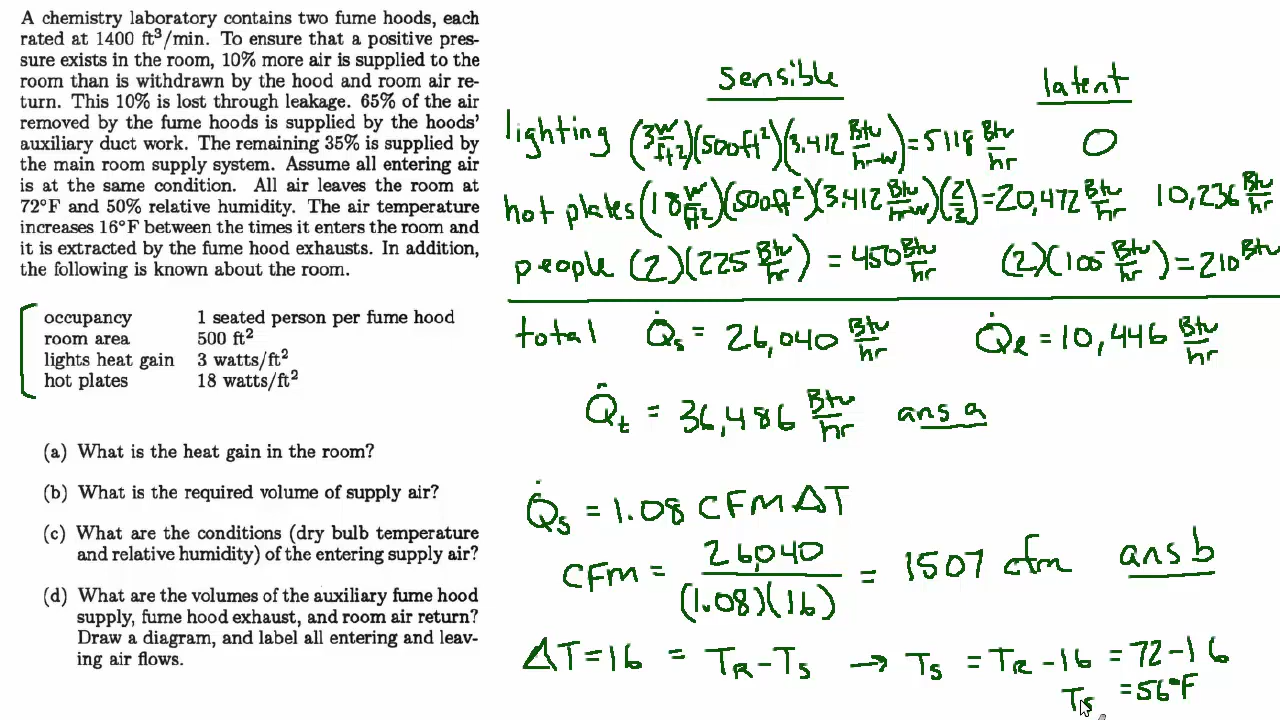 A chemistry laboratory contains two fume hoods, each
rated at 1400 ft³/min. To ensure that a positive pres-
sure exists in the room, 10% more air is supplied to the
room than is withdrawn by the hood and room air re-
turn. This 10% is lost through leakage. 65% of the air
removed by the fume hoods is supplied by the hoods'
auxiliary duct work. The remaining 35% is supplied by
the main room supply system. Assume all entering air
is at the same condition. All air leaves the room at
72°F and 50% relative humidity. The air temperature
increases 16°F between the times it enters the room and
it is extracted by the fume hood exhausts. In addition,
the following is known about the room.
occupancy 1 seated person per fume hood
room area 500 ft²
lights heat gain 3 watts/ft²
hot plates 18 watts/ft²
(a) What is the heat gain in the room?
(b) What is the required volume of supply air?
(c) What are the conditions (dry bulb temperature
and relative humidity) of the entering supply air?
(d) What are the volumes of the auxiliary fume hood
supply, fume hood exhaust, and room air return?
Draw a diagram, and label all entering and leav-
ing air flows.
sensible latent
lighting (3 W/ft²)(500ft²)(3.412 Btu/hr-W) = 5118 Btu/hr 0
hot plates (18 W/ft²)(500ft²)(3.412 Btu/hr-W)(2/3) = 20,472 Btu/hr 10,236 Btu/hr
people (2)(225 Btu/hr) = 450 Btu/hr (2)(105 Btu/hr) = 210 Btu/hr
total Q̇s = 26,040 Btu/hr Q̇e = 10,446 Btu/hr
Q̇t = 36,486 Btu/hr ans a
Q̇s = 1.08 CFM ΔT
CFM = 26,040/(1.08)(16) = 1507 cfm ans b
ΔT = 16 = TR - Ts → Ts = TR - 16 = 72 - 16
Ts = 56°F